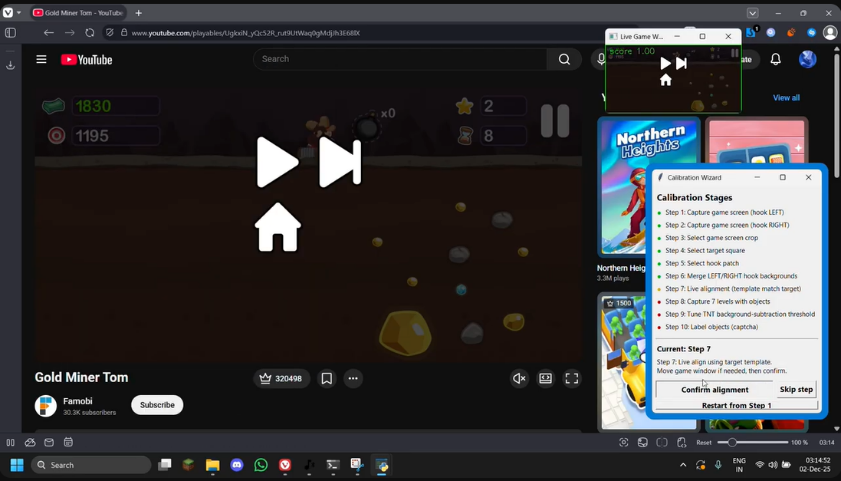 Gold Miner Tom - YouTube
www.youtube.com/playables/UgkxiN_yQc52R_rut9UtWaq0gMdjlh3E6IIX
YouTube
Search
View all
Live Game W...
score 1.00
1830
1195
x0
2
8
Northern Heights
3.3M plays
1500
Calibration Wizard
Calibration Stages
Step 1: Capture game screen (hook LEFT)
Step 2: Capture game screen (hook RIGHT)
Step 3: Select game screen crop
Step 4: Select target square
Step 5: Select hook patch
Step 6: Merge LEFT/RIGHT hook backgrounds
Step 7: Live alignment (template match target)
Step 8: Capture 7 levels with objects
Step 9: Tune TNT background-subtraction threshold
Step 10: Label objects (captcha)
Current: Step 7
Step 7: Live align using target template.
Move game window if needed, then confirm.
Confirm alignment
Skip step
Restart from Step 1
Gold Miner Tom
320498
Famobi
30.3K subscribers
Subscribe
Reset
100 %
03:14
Search
ENG
IN
03:14:52
02-Dec-25